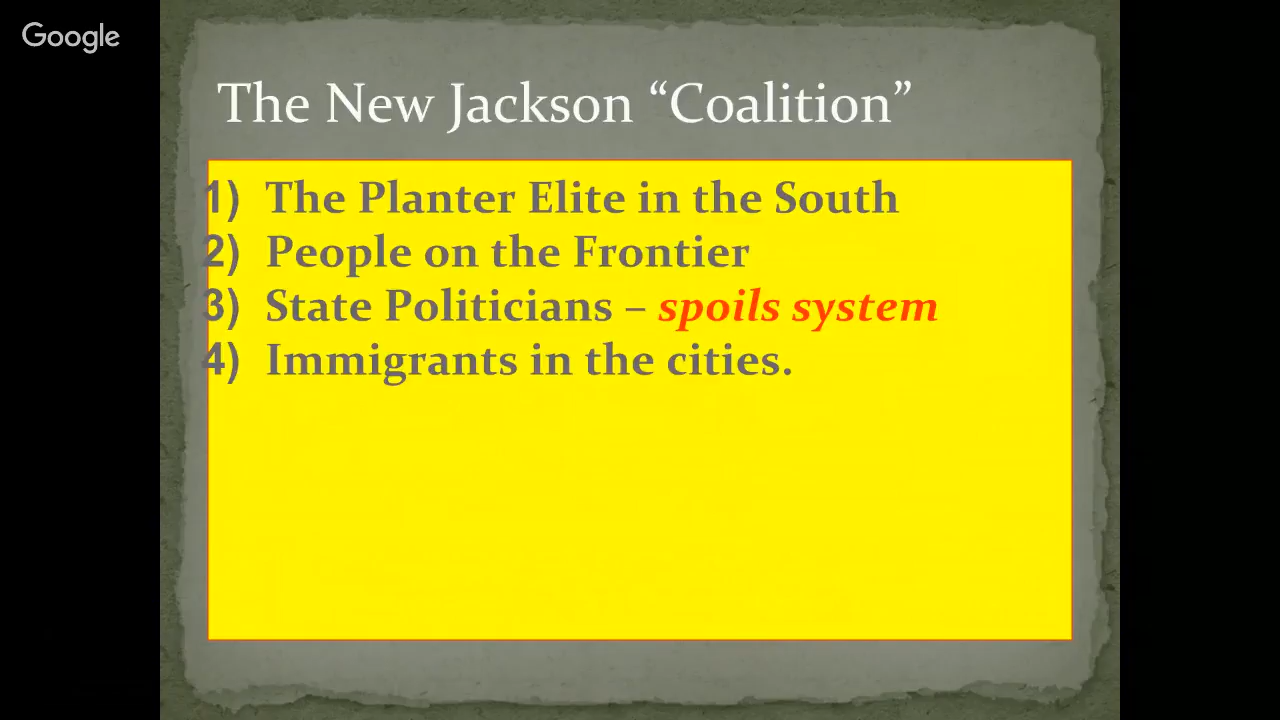 Google
The New Jackson “Coalition”
1) The Planter Elite in the South
2) People on the Frontier
3) State Politicians – spoils system
4) Immigrants in the cities.